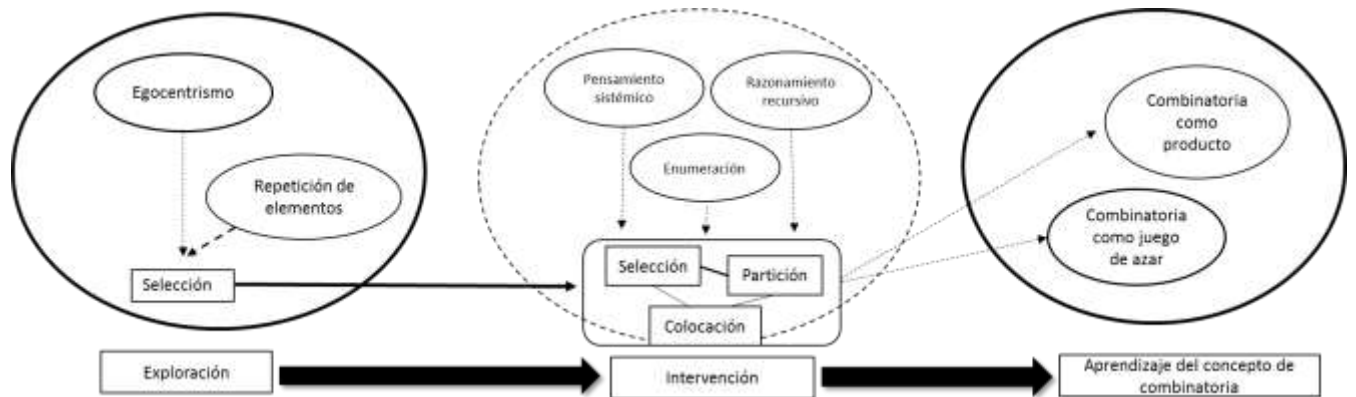 Egocentrismo
Repetición de
elementos
Selección
Exploración
Pensamiento
sistémico
Razonamiento
recursivo
Enumeración
Selección
Partición
Colocación
Intervención
Combinatoria
como
producto
Combinatoria
como juego
de azar
Aprendizaje del concepto de
combinatoria